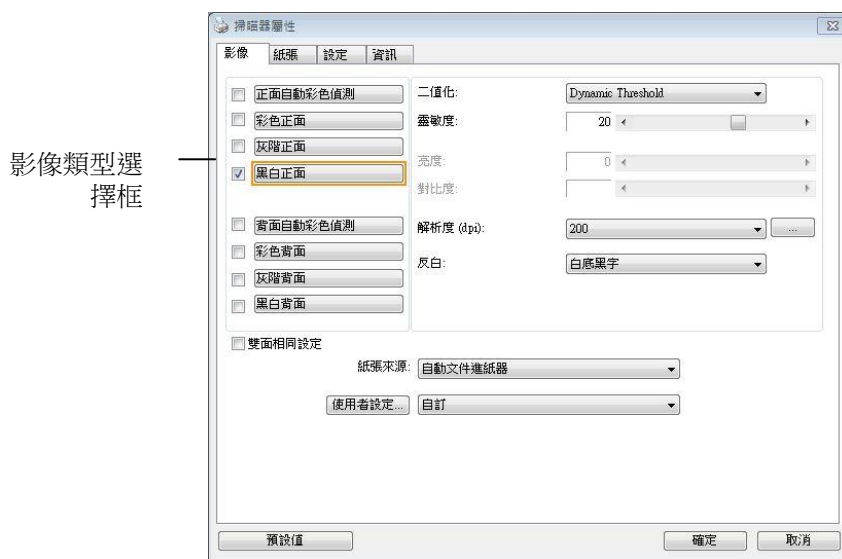 掃瞄器屬性
影像 紙張 設定 資訊
正面自動彩色偵測
彩色正面
灰階正面
黑白正面
背面自動彩色偵測
彩色背面
灰階背面
黑白背面
二值化: Dynamic Threshold
靈敏度: 20
亮度: 0
對比度:
解析度 (dpi): 200 ...
反白: 白底黑字
雙面相同設定
紙張來源: 自動文件進紙器
使用者設定... 自訂
預設值 確定 取消
影像類型選
擇框